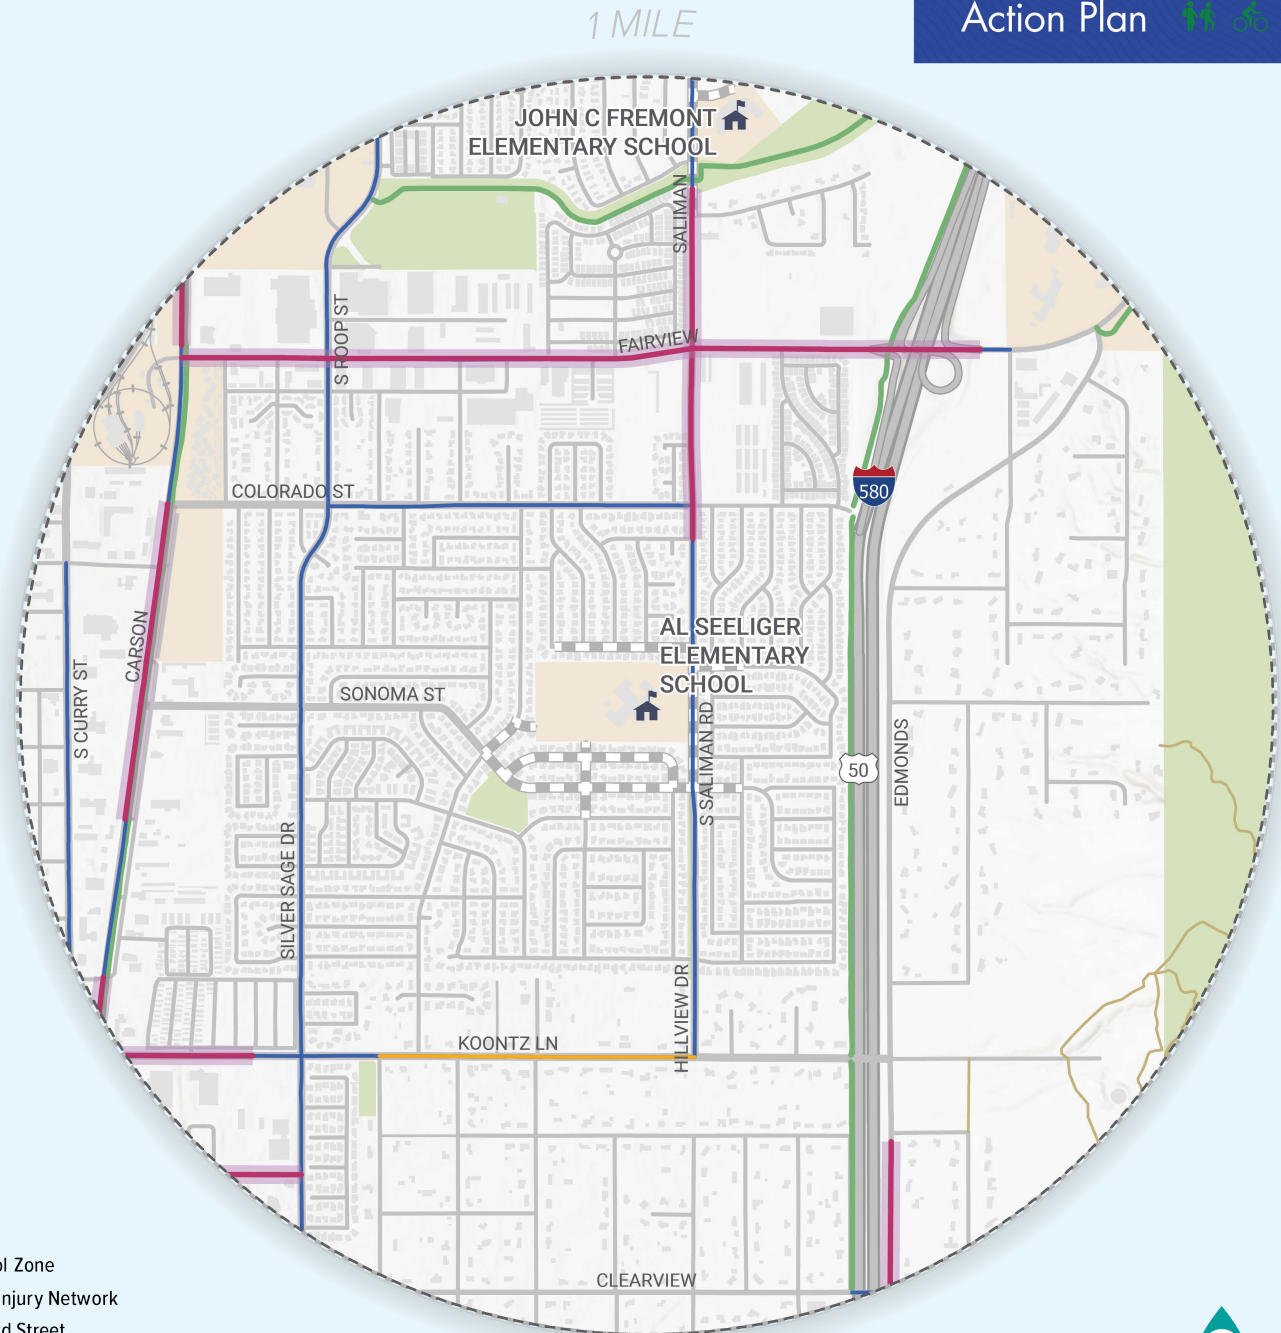 1 MILE
Action Plan
JOHN C FREMONT
ELEMENTARY SCHOOL
SALIMAN
S ROOP ST
FAIRVIEW
COLORADO ST
580
CARSON
S CURRY ST
AL SEELIGER
ELEMENTARY
SCHOOL
SONOMA ST
S SALIMAN RD
50
EDMONDS
SILVER SAGE DR
HILLVIEW DR
KOONTZ LN
CLEARVIEW
ol Zone
njury Network
d Street